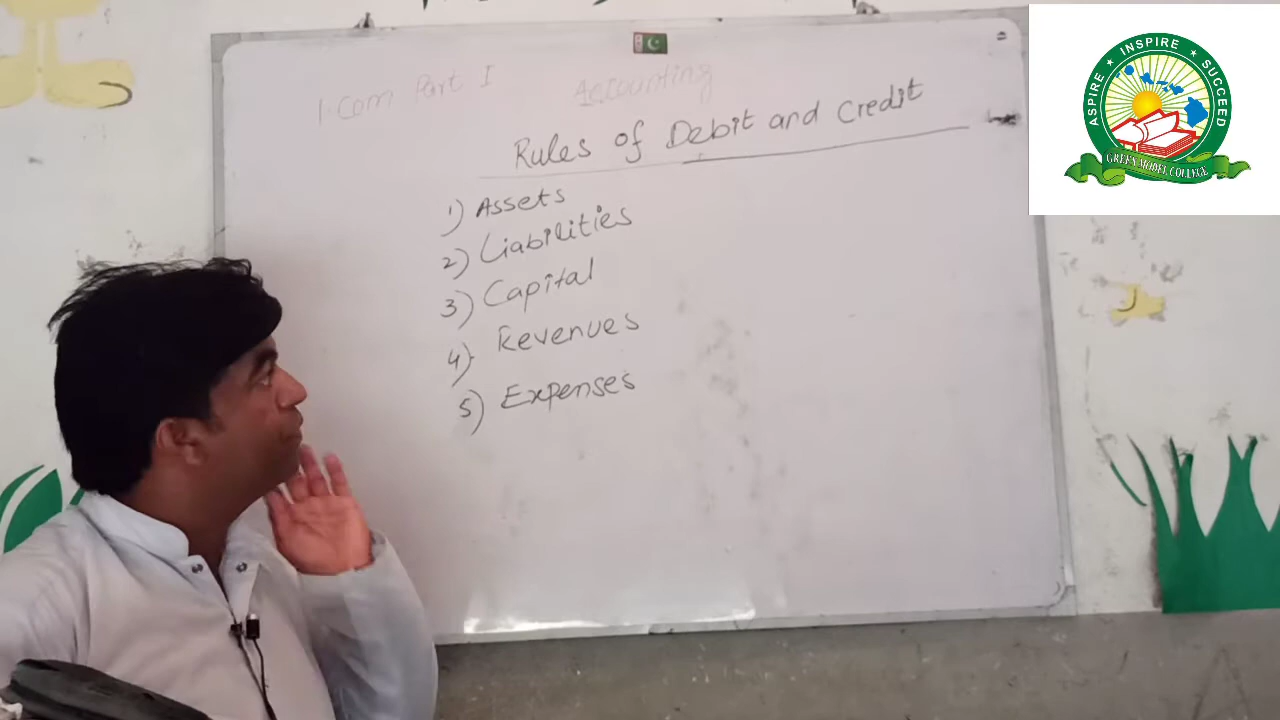 I.com Part I Accounting
Rules of Debit and Credit
1) Assets
2) Liabilities
3) Capital
4) Revenues
5) Expenses
ASPIRE ★ INSPIRE ★ SUCCEED
GREEN MODEL COLLEGE